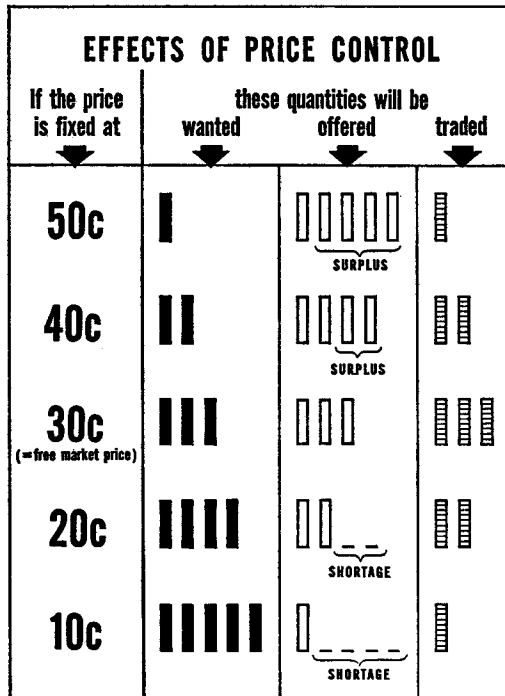 EFFECTS OF PRICE CONTROL
If the price
is fixed at
these quantities will be
wanted offered traded
50c
SURPLUS
40c
SURPLUS
30c
(=free market price)
20c
SHORTAGE
10c
SHORTAGE